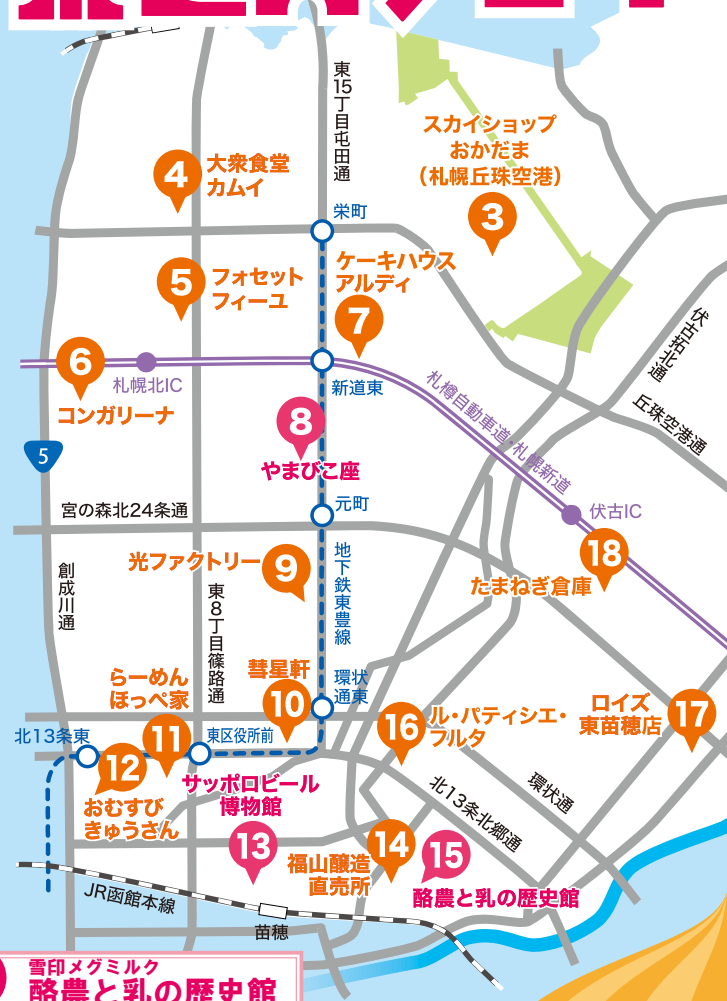 東15丁目屯田通
スカイショップ
おかだま
(札幌丘珠空港)
3
4
大衆食堂
カムイ
栄町
5
フォセット
フィーユ
ケーキハウス
アルディ
7
伏古拓北通
6
札幌北IC
コンガリーナ
新道東
札樽自動車道・札幌新道
丘珠空港通
8
やまびこ座
5
宮の森北24条通
元町
伏古IC
光ファクトリー
9
地下鉄東豊線
18
たまねぎ倉庫
創成川通
東8丁目篠路通
らーめん
ほっぺ家
彗星軒
10
環状
通東
16
ル・パティシエ・
フルタ
ロイズ
東苗穂店
17
北13条東
11
東区役所前
12
おむすび
きゅうさん
サッポロビール
博物館
13
北13条北郷通
環状通
福山醸造
直売所
14
15
酪農と乳の歴史館
JR函館本線
苗穂
雪印メグミルク
酪農と乳の歴史館